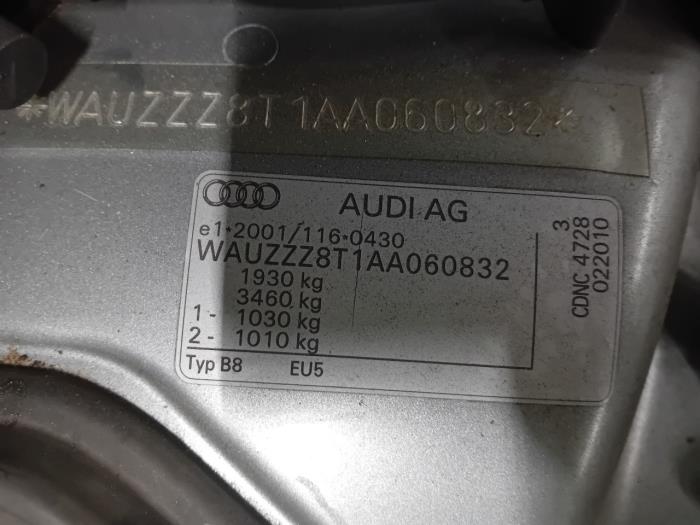 *WAUZZZ8T1AA060832*
AUDI AG
e1*2001/116*0430
WAUZZZ8T1AA060832
1930 kg
3460 kg
1 - 1030 kg
2 - 1010 kg
Typ B8 EU5
3
CDNC 4728
022010